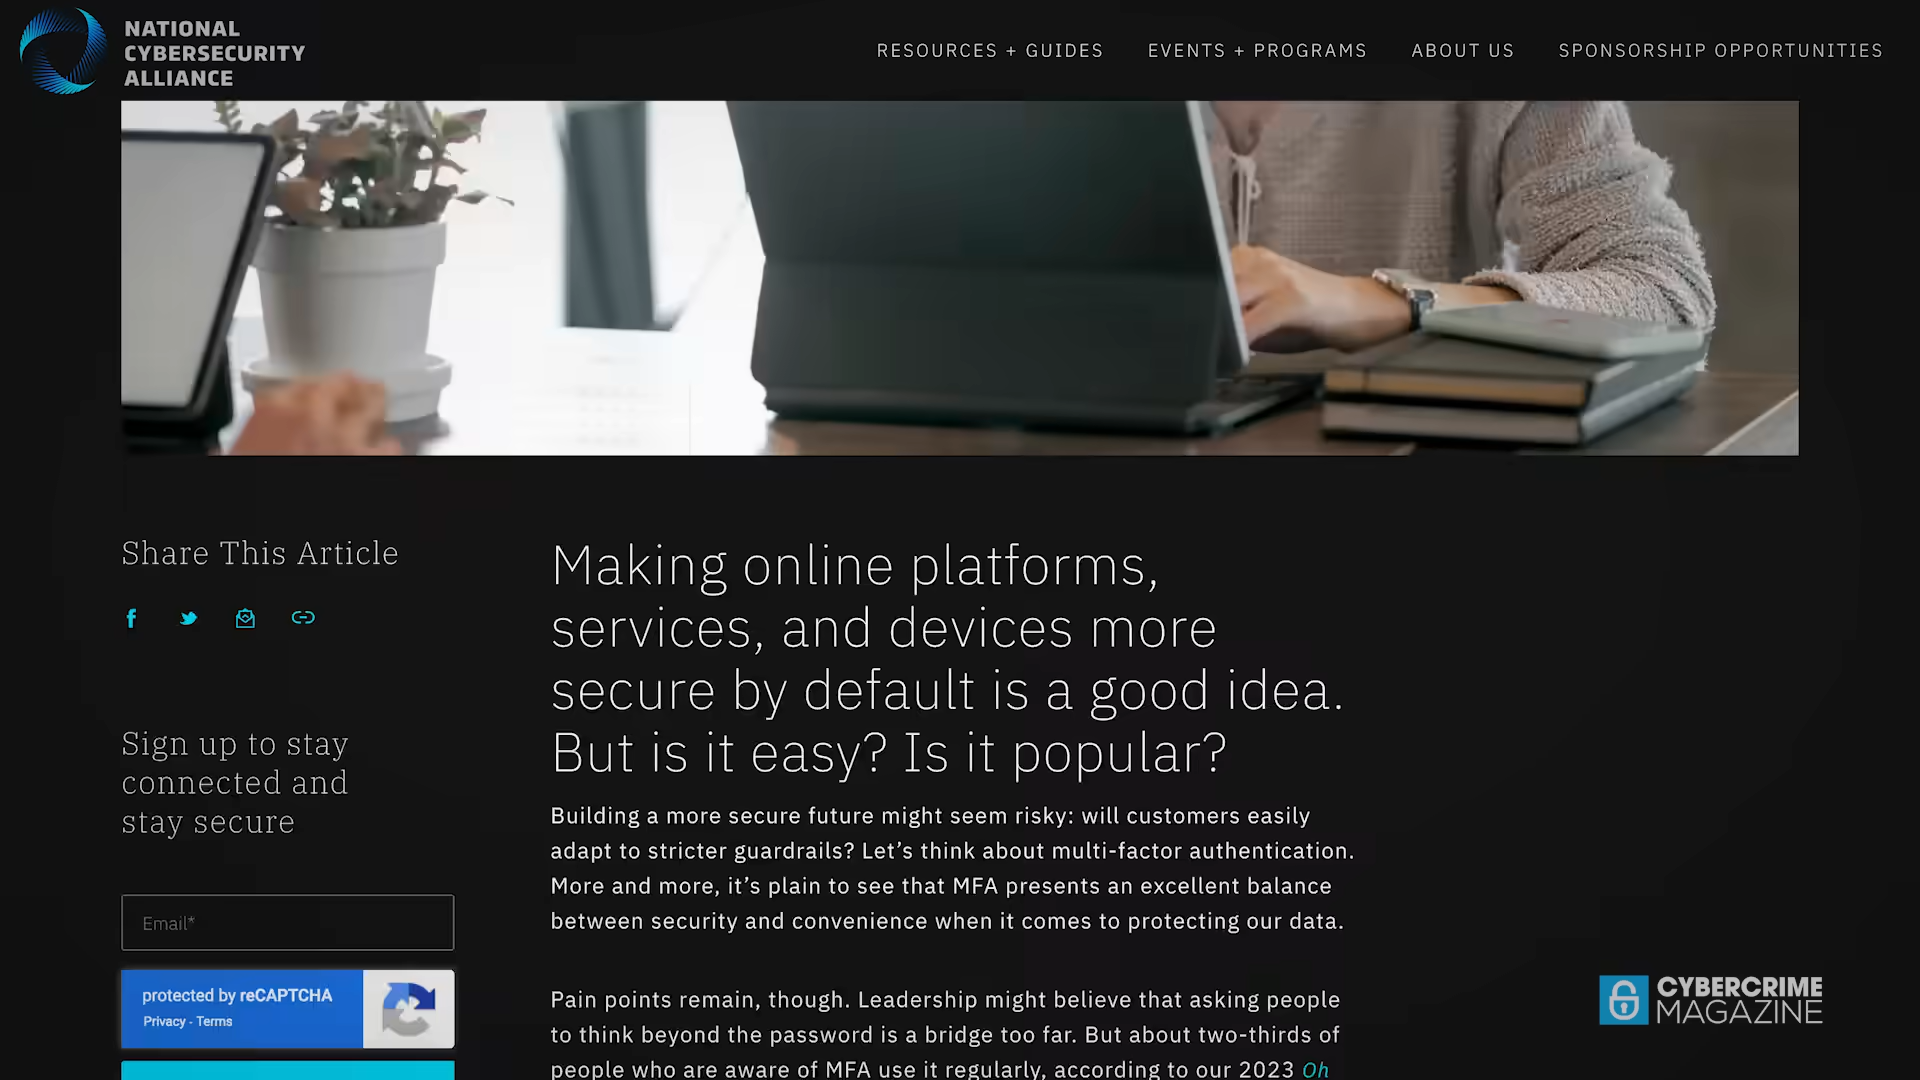 NATIONAL
CYBERSECURITY
ALLIANCE
RESOURCES + GUIDES
EVENTS + PROGRAMS
ABOUT US
SPONSORSHIP OPPORTUNITIES
Share This Article
Sign up to stay
connected and
stay secure
Email*
protected by reCAPTCHA
Privacy - Terms
Making online platforms,
services, and devices more
secure by default is a good idea.
But is it easy? Is it popular?
Building a more secure future might seem risky: will customers easily
adapt to stricter guardrails? Let’s think about multi-factor authentication.
More and more, it’s plain to see that MFA presents an excellent balance
between security and convenience when it comes to protecting our data.
Pain points remain, though. Leadership might believe that asking people
to think beyond the password is a bridge too far. But about two-thirds of
people who are aware of MFA use it regularly, according to our 2023 Oh
CYBERCRIME
MAGAZINE